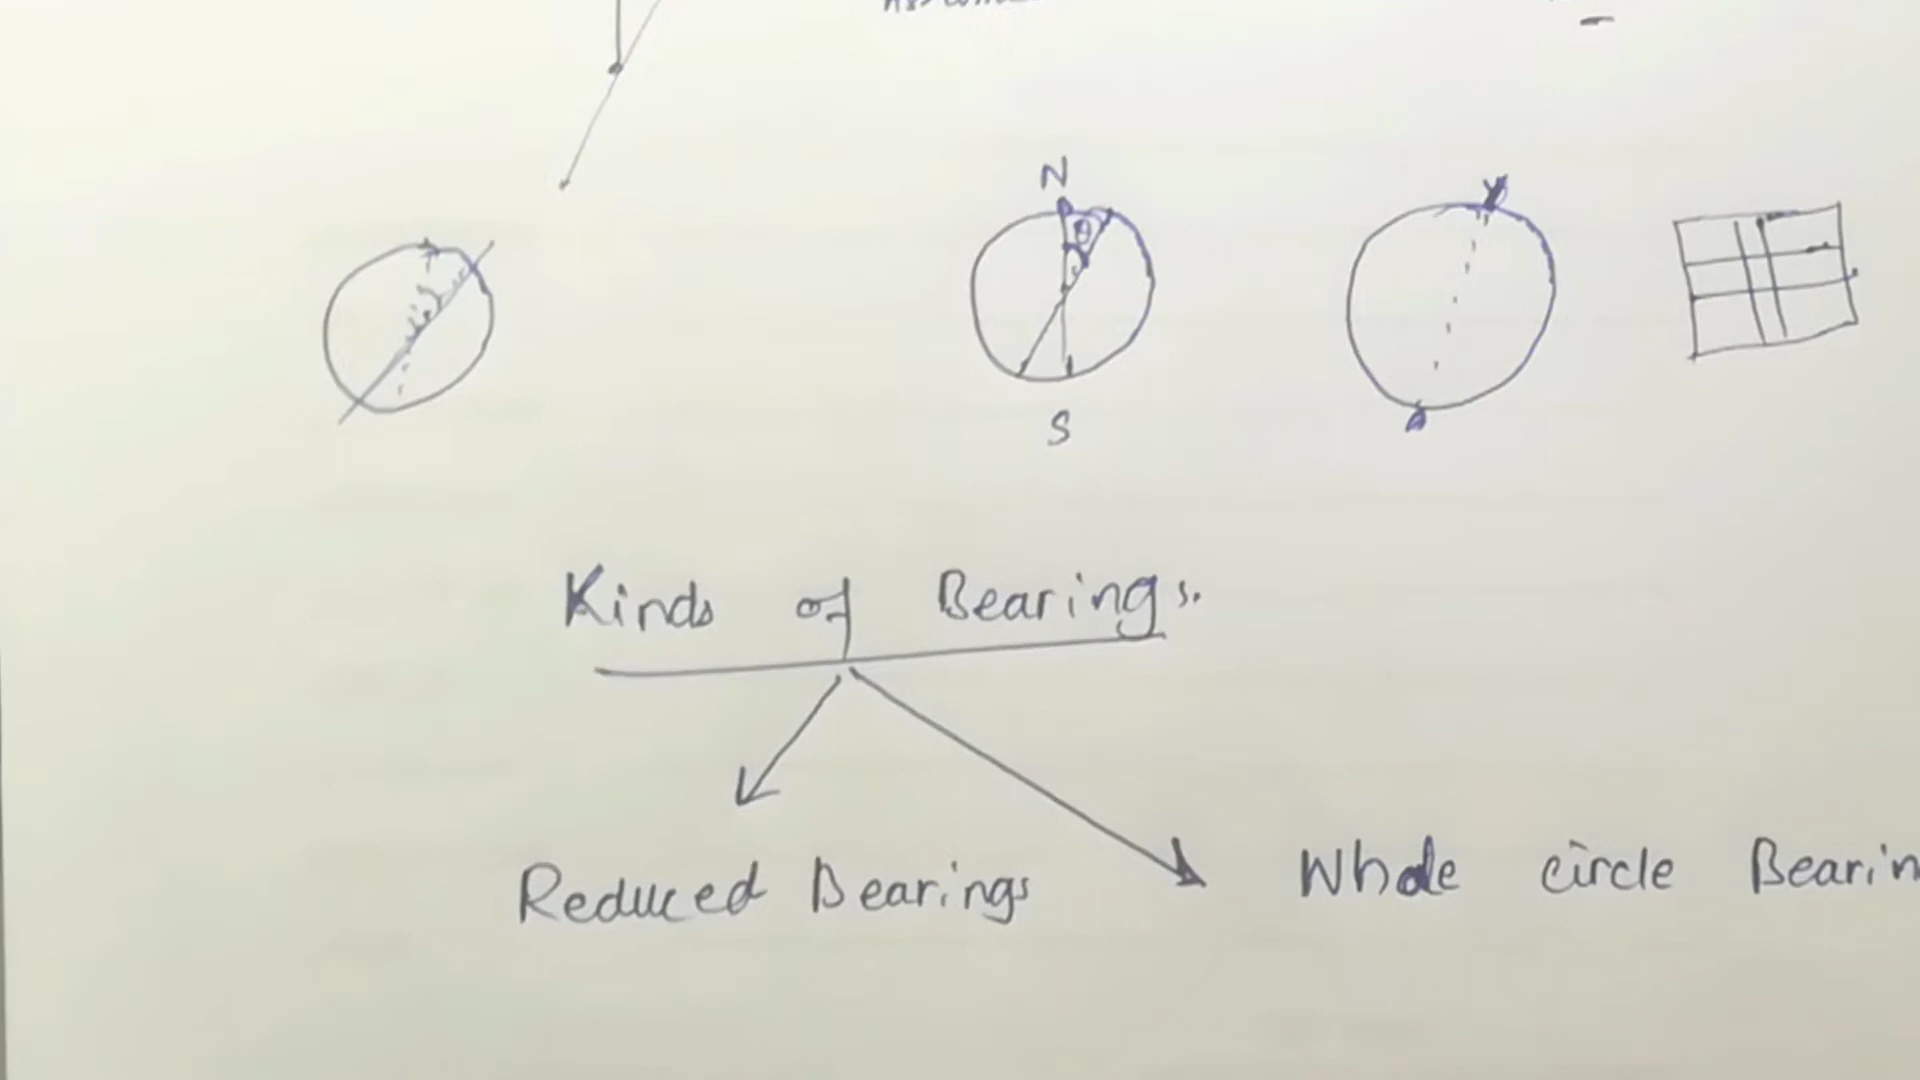 N
θ
S
Kinds of Bearings.
Reduced Bearings
Whole circle Bearin